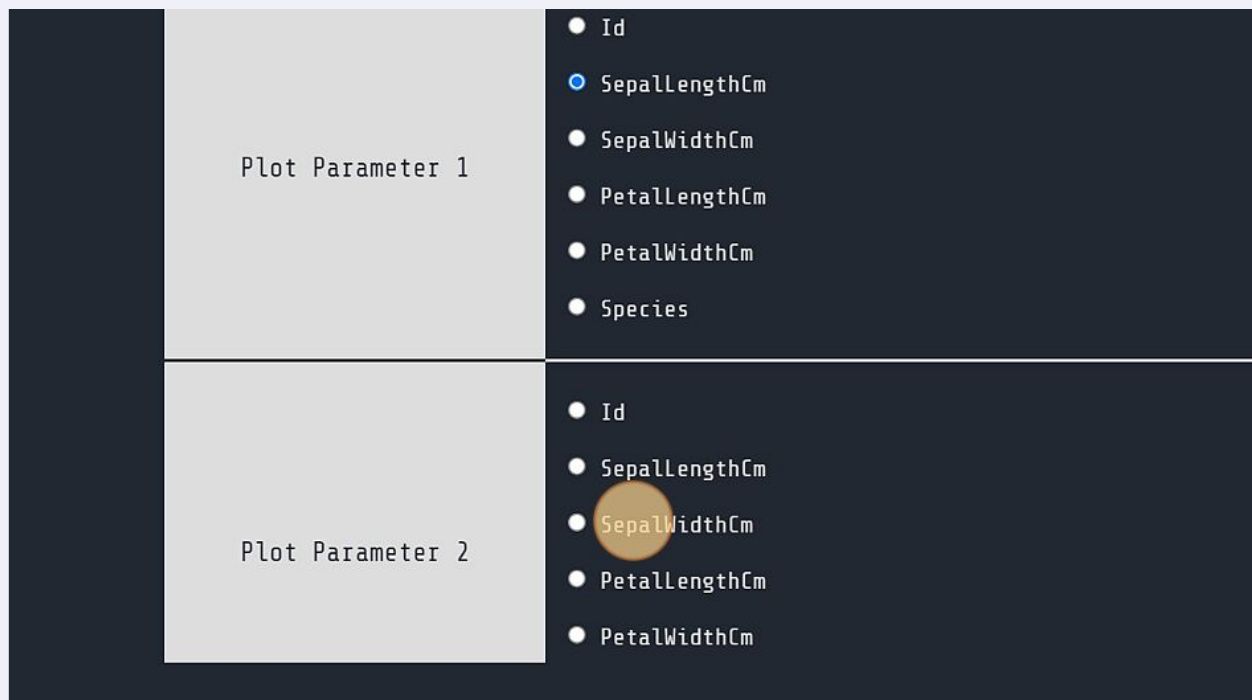 Id
SepalLengthCm
SepalWidthCm
Plot Parameter 1
PetalLengthCm
PetalWidthCm
Species
Id
SepalLengthCm
SepalWidthCm
Plot Parameter 2
PetalLengthCm
PetalWidthCm